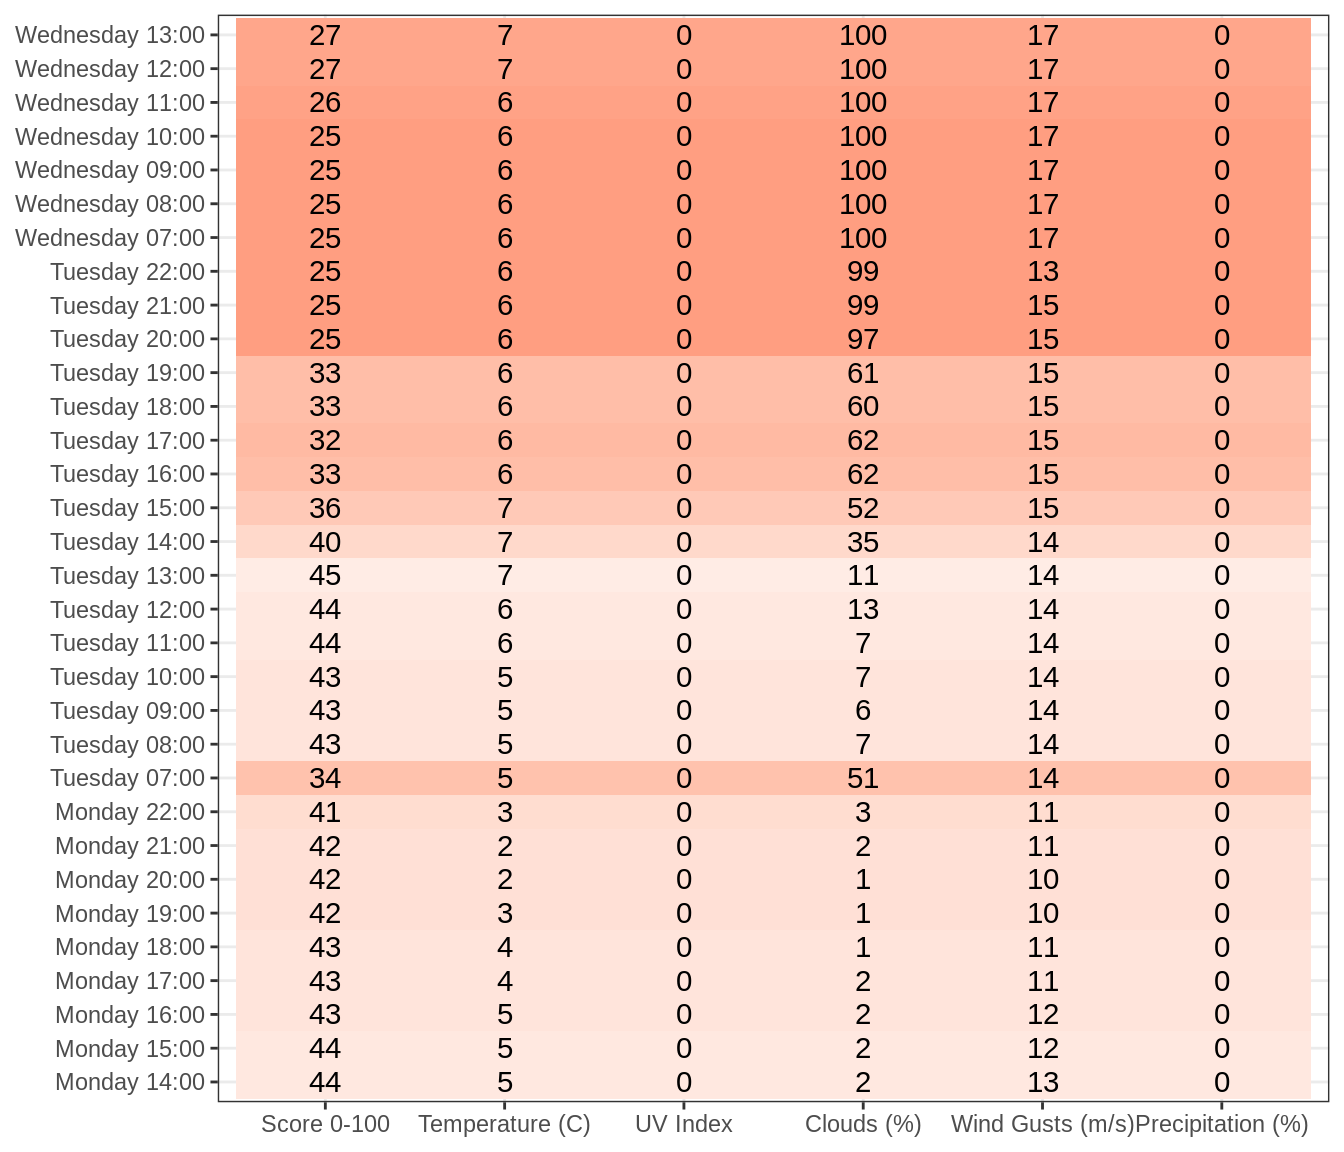 Wednesday 13:00 27 7 0 100 17 0
Wednesday 12:00 27 7 0 100 17 0
Wednesday 11:00 26 6 0 100 17 0
Wednesday 10:00 25 6 0 100 17 0
Wednesday 09:00 25 6 0 100 17 0
Wednesday 08:00 25 6 0 100 17 0
Wednesday 07:00 25 6 0 100 17 0
Tuesday 22:00 25 6 0 99 13 0
Tuesday 21:00 25 6 0 99 15 0
Tuesday 20:00 25 6 0 97 15 0
Tuesday 19:00 33 6 0 61 15 0
Tuesday 18:00 33 6 0 60 15 0
Tuesday 17:00 32 6 0 62 15 0
Tuesday 16:00 33 6 0 62 15 0
Tuesday 15:00 36 7 0 52 15 0
Tuesday 14:00 40 7 0 35 14 0
Tuesday 13:00 45 7 0 11 14 0
Tuesday 12:00 44 6 0 13 14 0
Tuesday 11:00 44 6 0 7 14 0
Tuesday 10:00 43 5 0 7 14 0
Tuesday 09:00 43 5 0 6 14 0
Tuesday 08:00 43 5 0 7 14 0
Tuesday 07:00 34 5 0 51 14 0
Monday 22:00 41 3 0 3 11 0
Monday 21:00 42 2 0 2 11 0
Monday 20:00 42 2 0 1 10 0
Monday 19:00 42 3 0 1 10 0
Monday 18:00 43 4 0 1 11 0
Monday 17:00 43 4 0 2 11 0
Monday 16:00 43 5 0 2 12 0
Monday 15:00 44 5 0 2 12 0
Monday 14:00 44 5 0 2 13 0
Score 0-100 Temperature (C) UV Index Clouds (%) Wind Gusts (m/s) Precipitation (%)